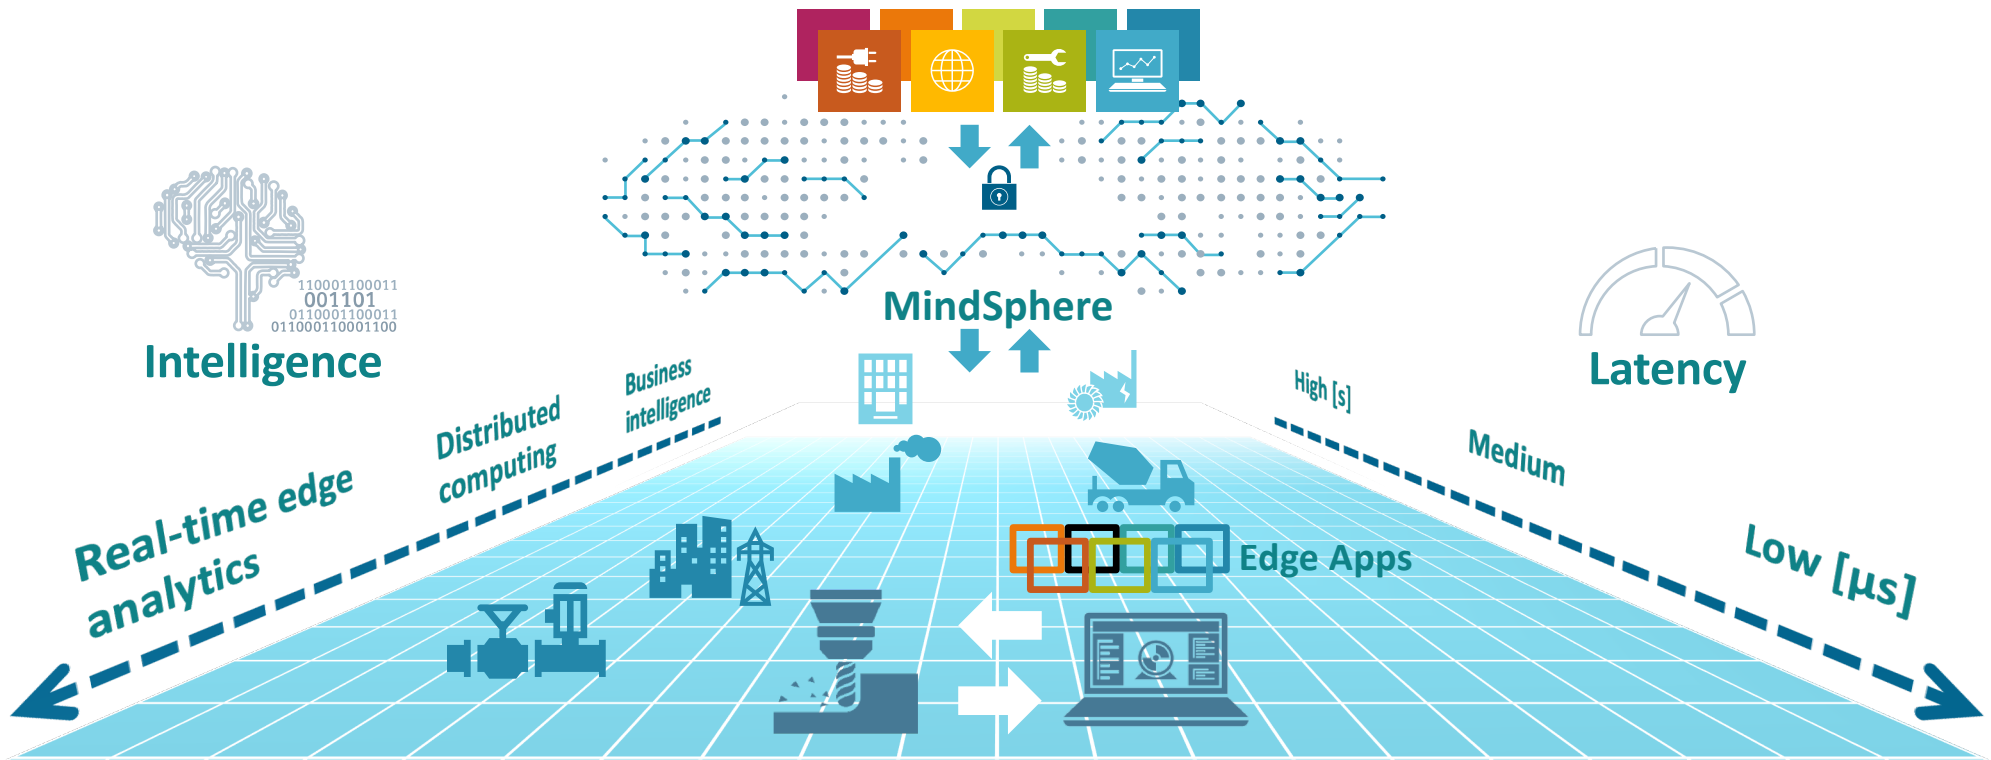 MindSphere
110001100011
001101
0110001100011
011000110001100
Intelligence
Business
intelligence
Distributed
computing
Real-time edge
analytics
Latency
High [s]
Medium
Low [µs]
Edge Apps